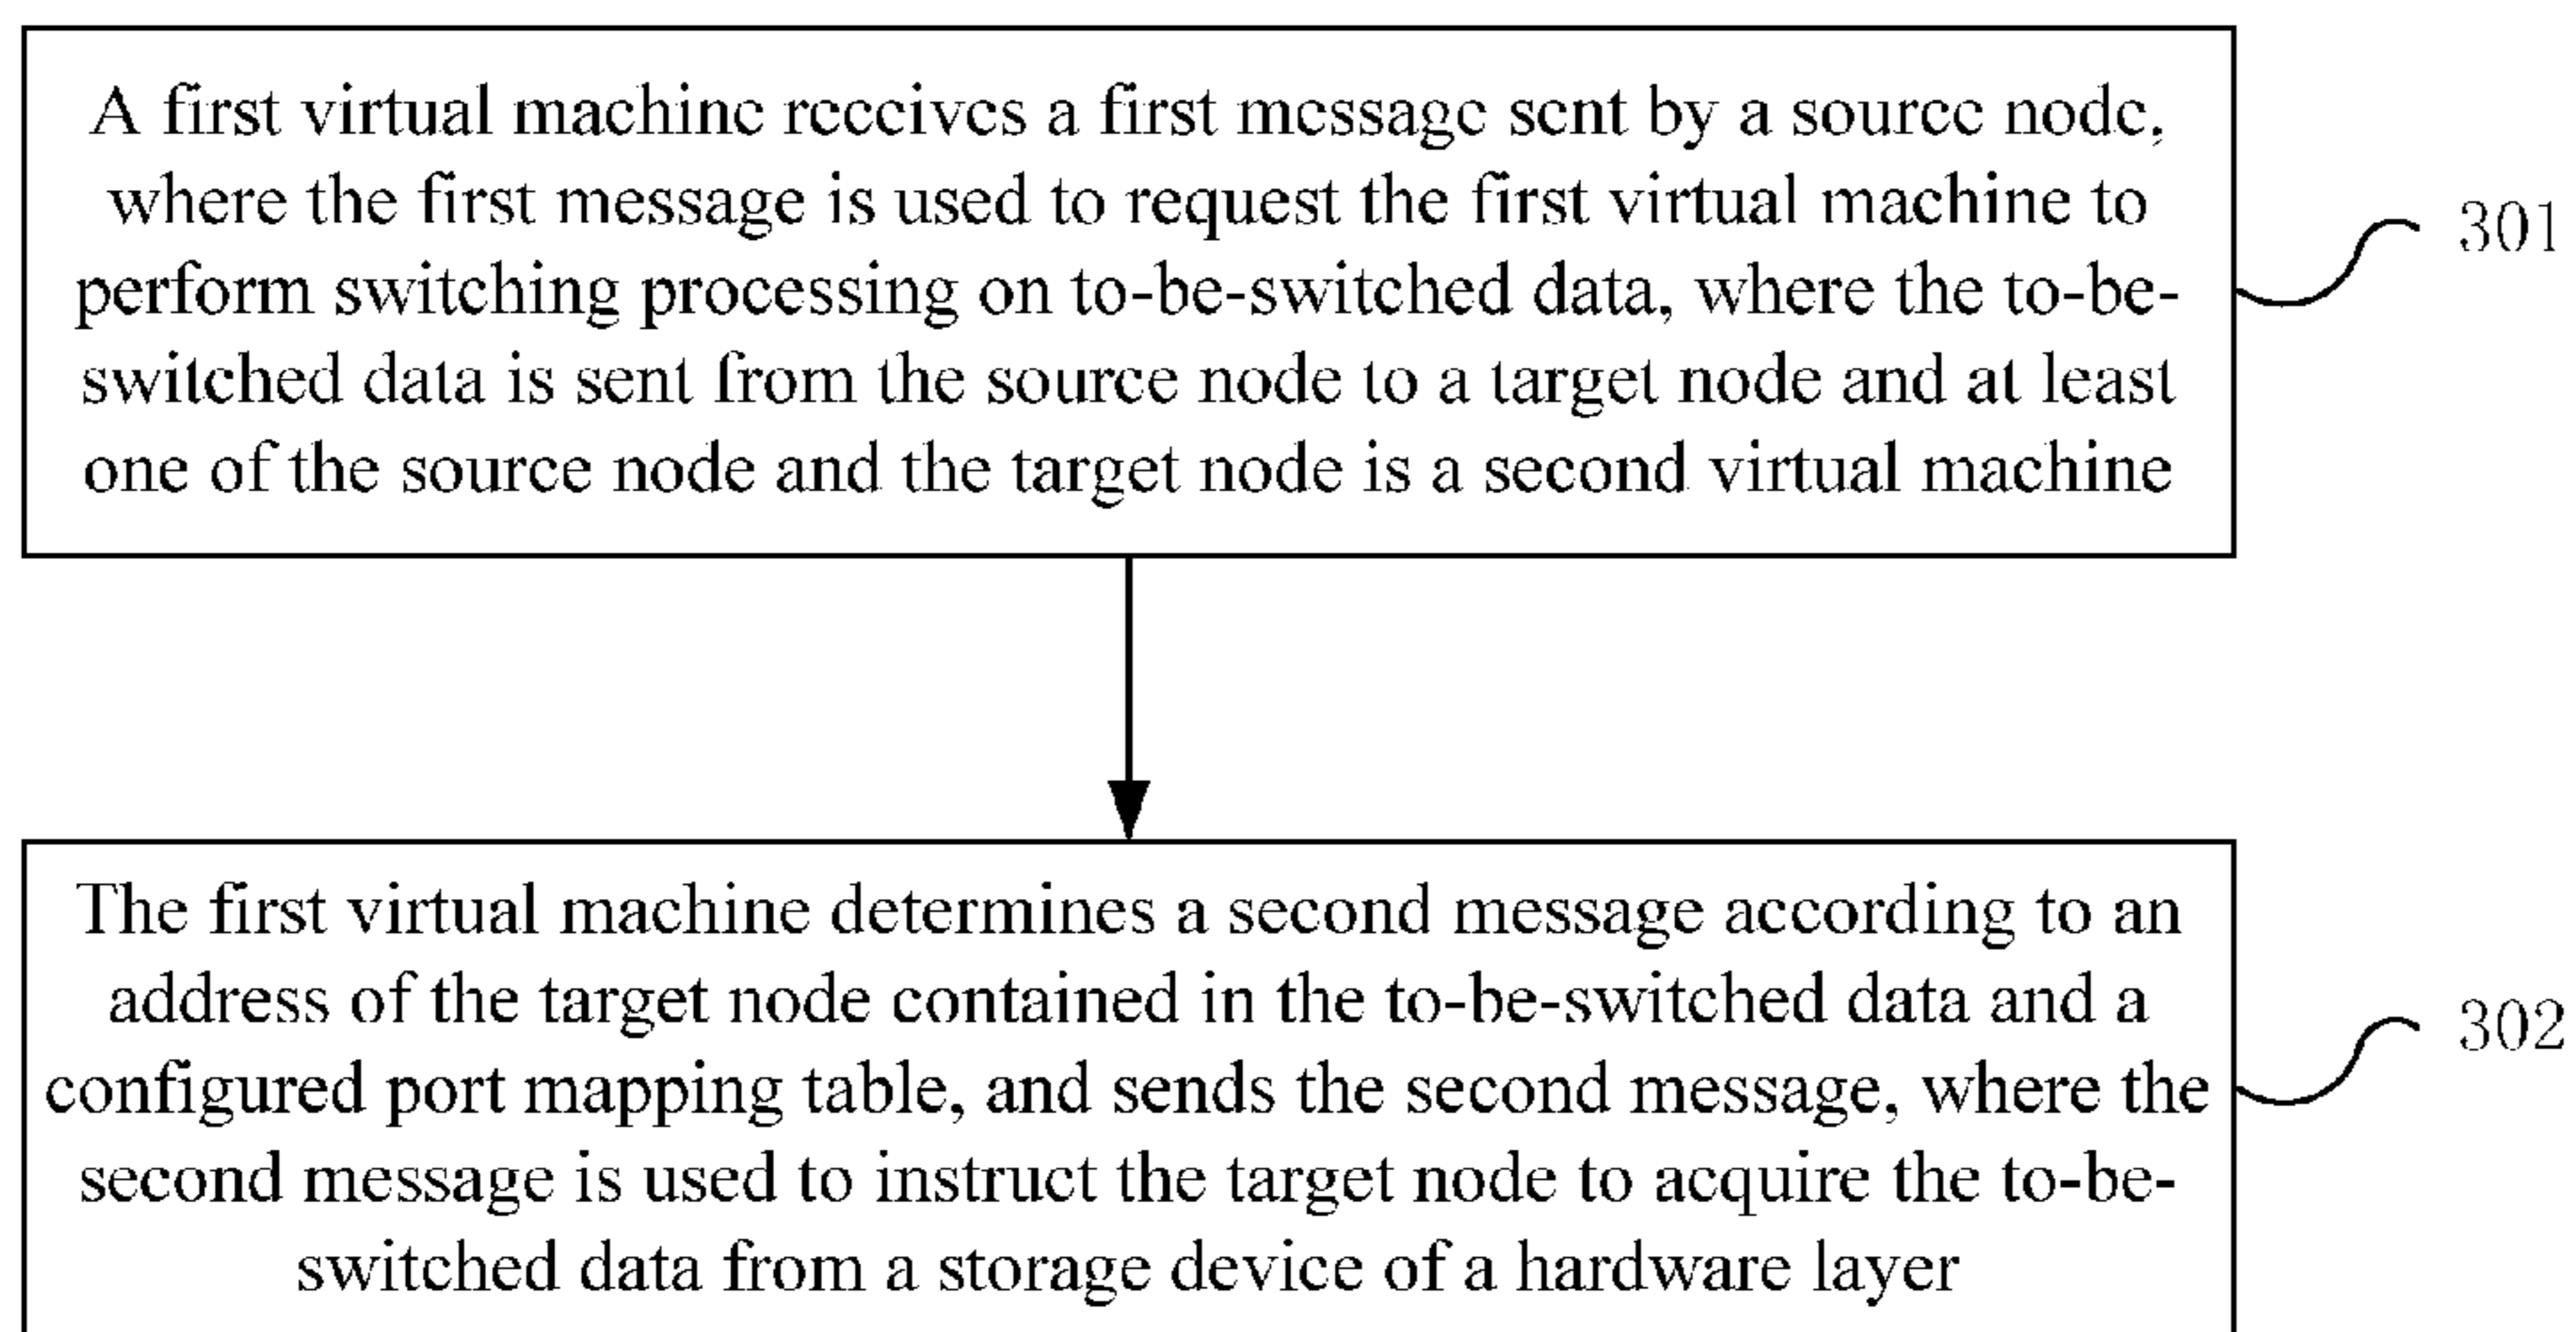 A first virtual machine receives a first message sent by a source node,
where the first message is used to request the first virtual machine to
perform switching processing on to-be-switched data, where the to-be-
switched data is sent from the source node to a target node and at least
one of the source node and the target node is a second virtual machine
301
The first virtual machine determines a second message according to an
address of the target node contained in the to-be-switched data and a
configured port mapping table, and sends the second message, where the
second message is used to instruct the target node to acquire the to-be-
switched data from a storage device of a hardware layer
302